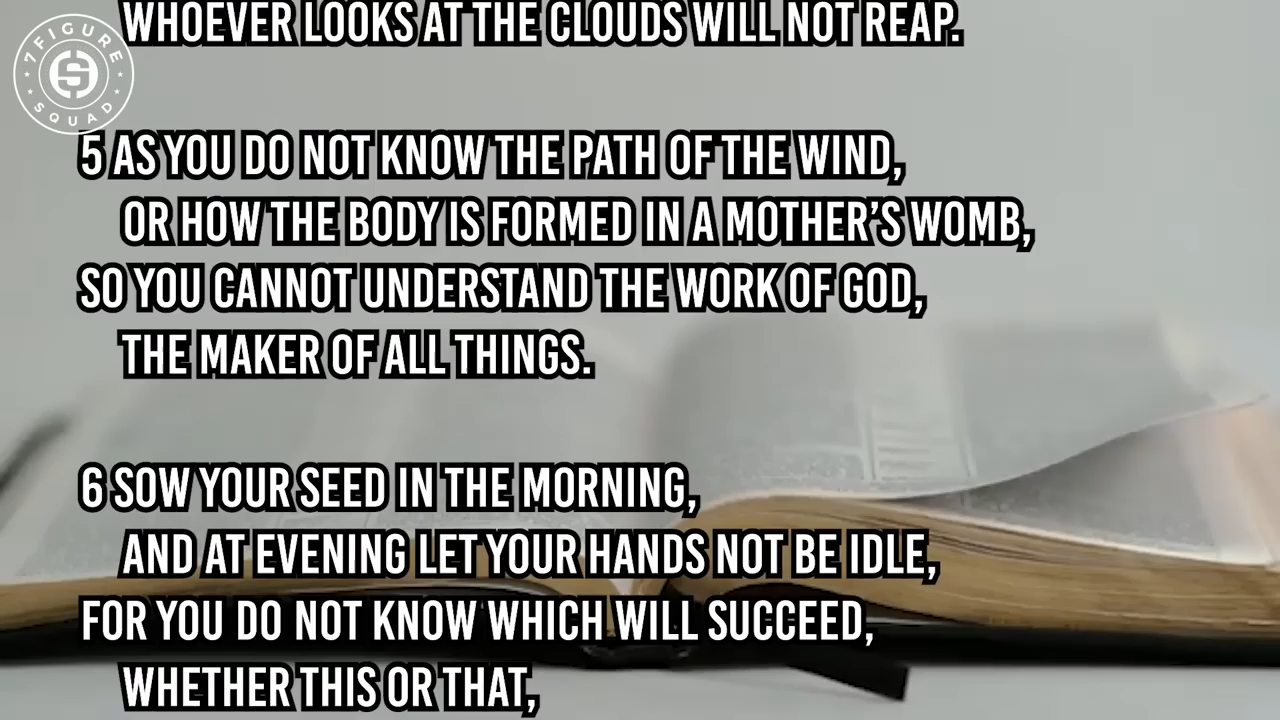 WHOEVER LOOKS AT THE CLOUDS WILL NOT REAP.
7FIGURE
SQUAD
5 AS YOU DO NOT KNOW THE PATH OF THE WIND,
OR HOW THE BODY IS FORMED IN A MOTHER'S WOMB,
SO YOU CANNOT UNDERSTAND THE WORK OF GOD,
THE MAKER OF ALL THINGS.
6 SOW YOUR SEED IN THE MORNING,
AND AT EVENING LET YOUR HANDS NOT BE IDLE,
FOR YOU DO NOT KNOW WHICH WILL SUCCEED,
WHETHER THIS OR THAT,